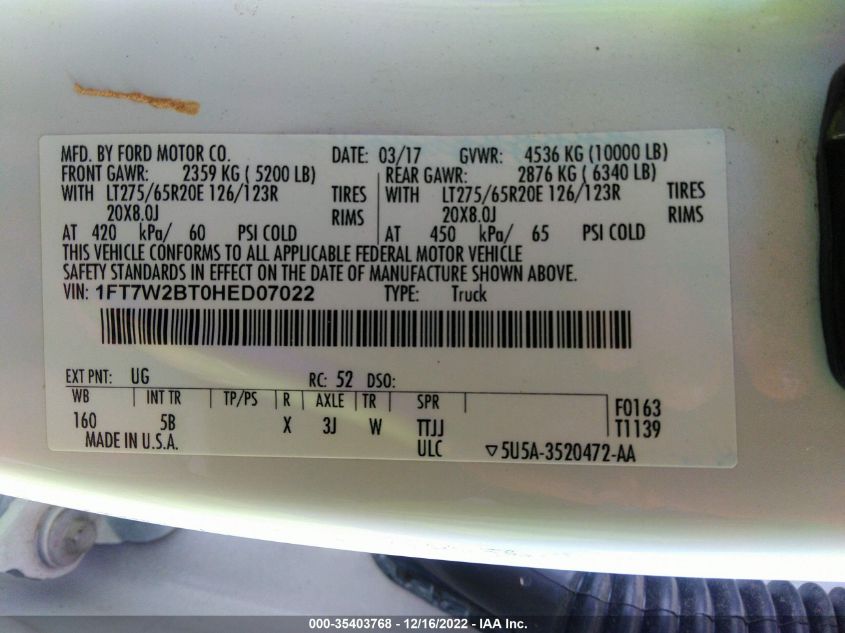 MFD. BY FORD MOTOR CO. DATE: 03/17 GVWR: 4536 KG (10000 LB)
FRONT GAWR: 2359 KG ( 5200 LB) REAR GAWR: 2876 KG ( 6340 LB)
WITH LT275/65R20E 126/123R TIRES WITH LT275/65R20E 126/123R TIRES
20X8.0J RIMS 20X8.0J RIMS
AT 420 kPa/ 60 PSI COLD AT 450 kPa/ 65 PSI COLD
THIS VEHICLE CONFORMS TO ALL APPLICABLE FEDERAL MOTOR VEHICLE
SAFETY STANDARDS IN EFFECT ON THE DATE OF MANUFACTURE SHOWN ABOVE.
VIN: 1FT7W2BT0HED07022 TYPE: Truck
EXT PNT: UG RC: 52 DSO:
WB INT TR TP/PS R AXLE TR SPR F0163
160 5B X 3J W TTJJ T1139
MADE IN U.S.A. ULC ▽5U5A-3520472-AA
000-35403768 - 12/16/2022 - IAA Inc.